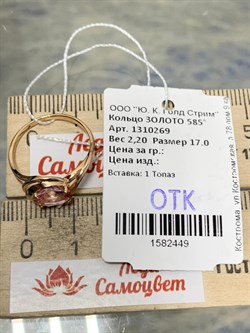 ООО "Ю. К. Голд Стрим"
Кольцо ЗОЛОТО 585°
Арт. 1310269
Вес 2,20 Размер 17.0
Цена за гр.:
Цена изд.:
Вставка: 1 Топаз
ОТК
1582449
Самоцвет
Самоцвет